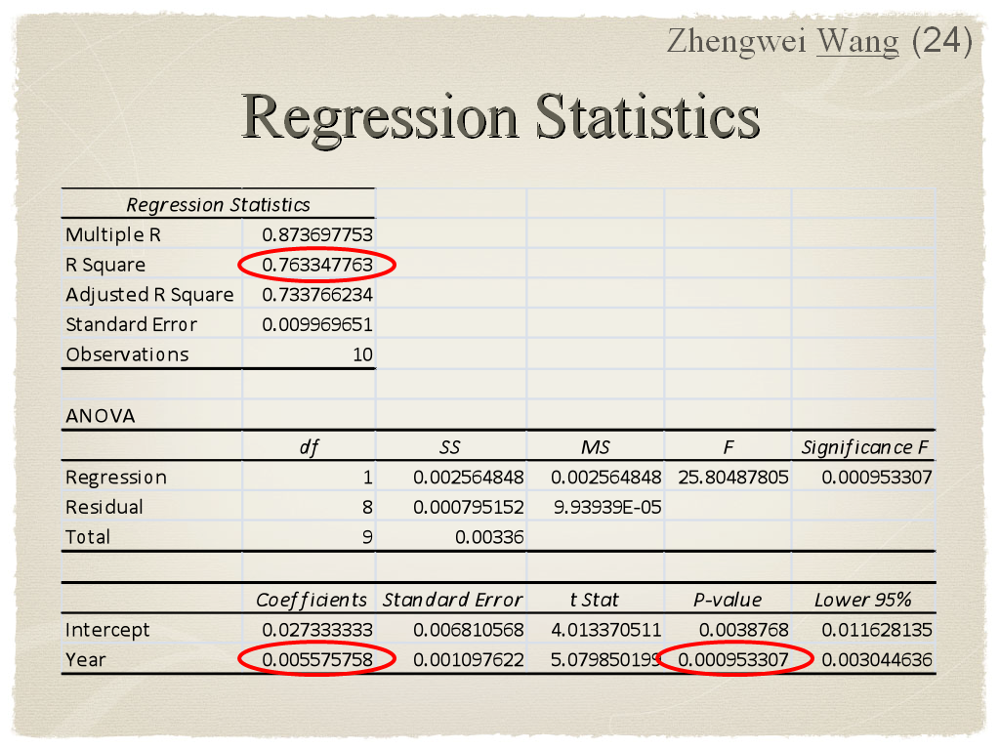 Zhengwei Wang (24)
Regression Statistics
Regression Statistics
Multiple R 0.873697753
R Square 0.763347763
Adjusted R Square 0.733766234
Standard Error 0.009969651
Observations 10
ANOVA
df SS MS F Significance F
Regression 1 0.002564848 0.002564848 25.80487805 0.000953307
Residual 8 0.000795152 9.93939E-05
Total 9 0.00336
Coefficients Standard Error t Stat P-value Lower 95%
Intercept 0.027333333 0.006810568 4.013370511 0.0038768 0.011628135
Year 0.005575758 0.001097622 5.079850199 0.000953307 0.003044636